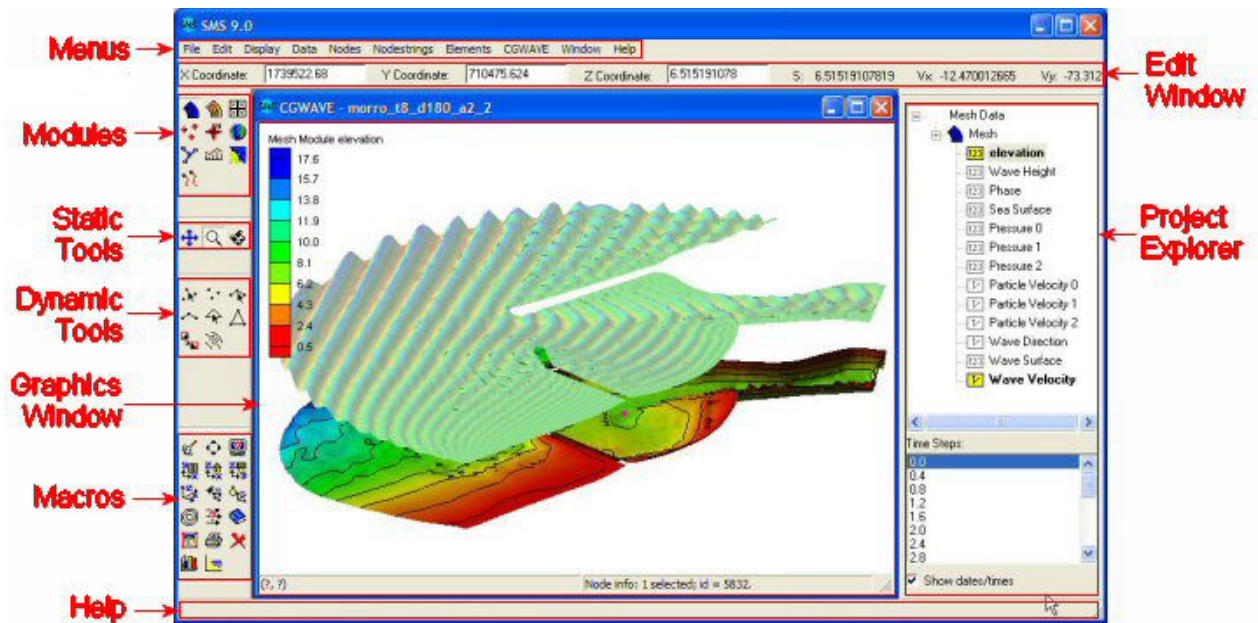 SMS 9.0
Menus
File Edit Display Data Nodes Nodestrings Elements CGWAVE Window Help
X Coordinate: 1739522.68 Y Coordinate: 710475.624 Z Coordinate: 6.515191078 S: 6.51519107819 Vx: -12.470012665 Vy: -73.312
Edit Window
Modules
CGWAVE - morro_t8_d180_a2_2
Mesh Module elevation
17.6
15.7
13.8
11.9
10.0
8.1
6.2
4.3
2.4
0.5
Static Tools
Dynamic Tools
Graphics Window
Macros
(?, ?)
Node info: 1 selected; id = 5832.
Mesh Data
Mesh
elevation
Wave Height
Phase
Sea Surface
Pressure 0
Pressure 1
Pressure 2
Particle Velocity 0
Particle Velocity 1
Particle Velocity 2
Wave Direction
Wave Surface
Wave Velocity
Project Explorer
Time Steps:
0.0
0.4
0.8
1.2
1.6
2.0
2.4
2.8
Show dates/times
Help